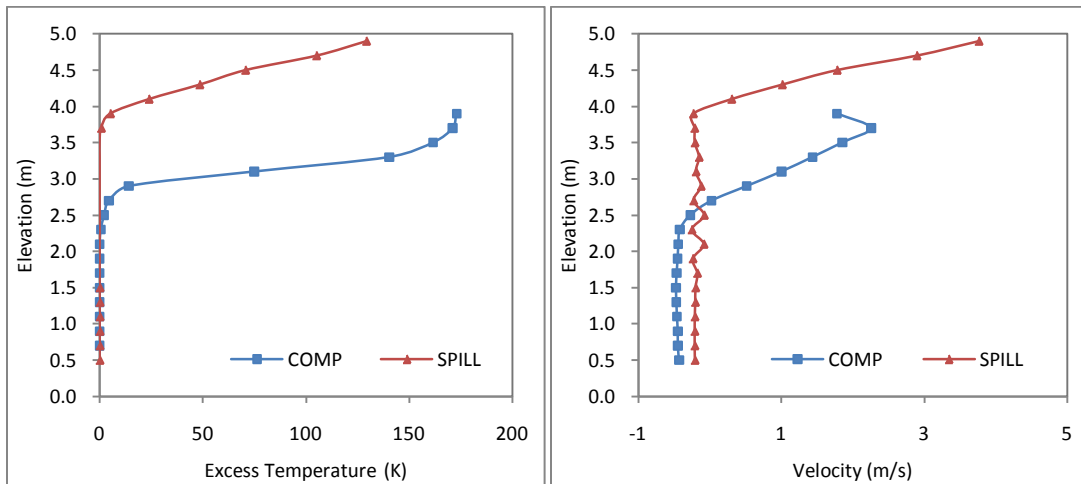 5.0
4.5
4.0
3.5
3.0
2.5
2.0
1.5
1.0
0.5
0.0
Elevation (m)
COMP SPILL
0 50 100 150 200
Excess Temperature (K)
5.0
4.5
4.0
3.5
3.0
2.5
2.0
1.5
1.0
0.5
0.0
Elevation (m)
COMP SPILL
-1 1 3 5
Velocity (m/s)